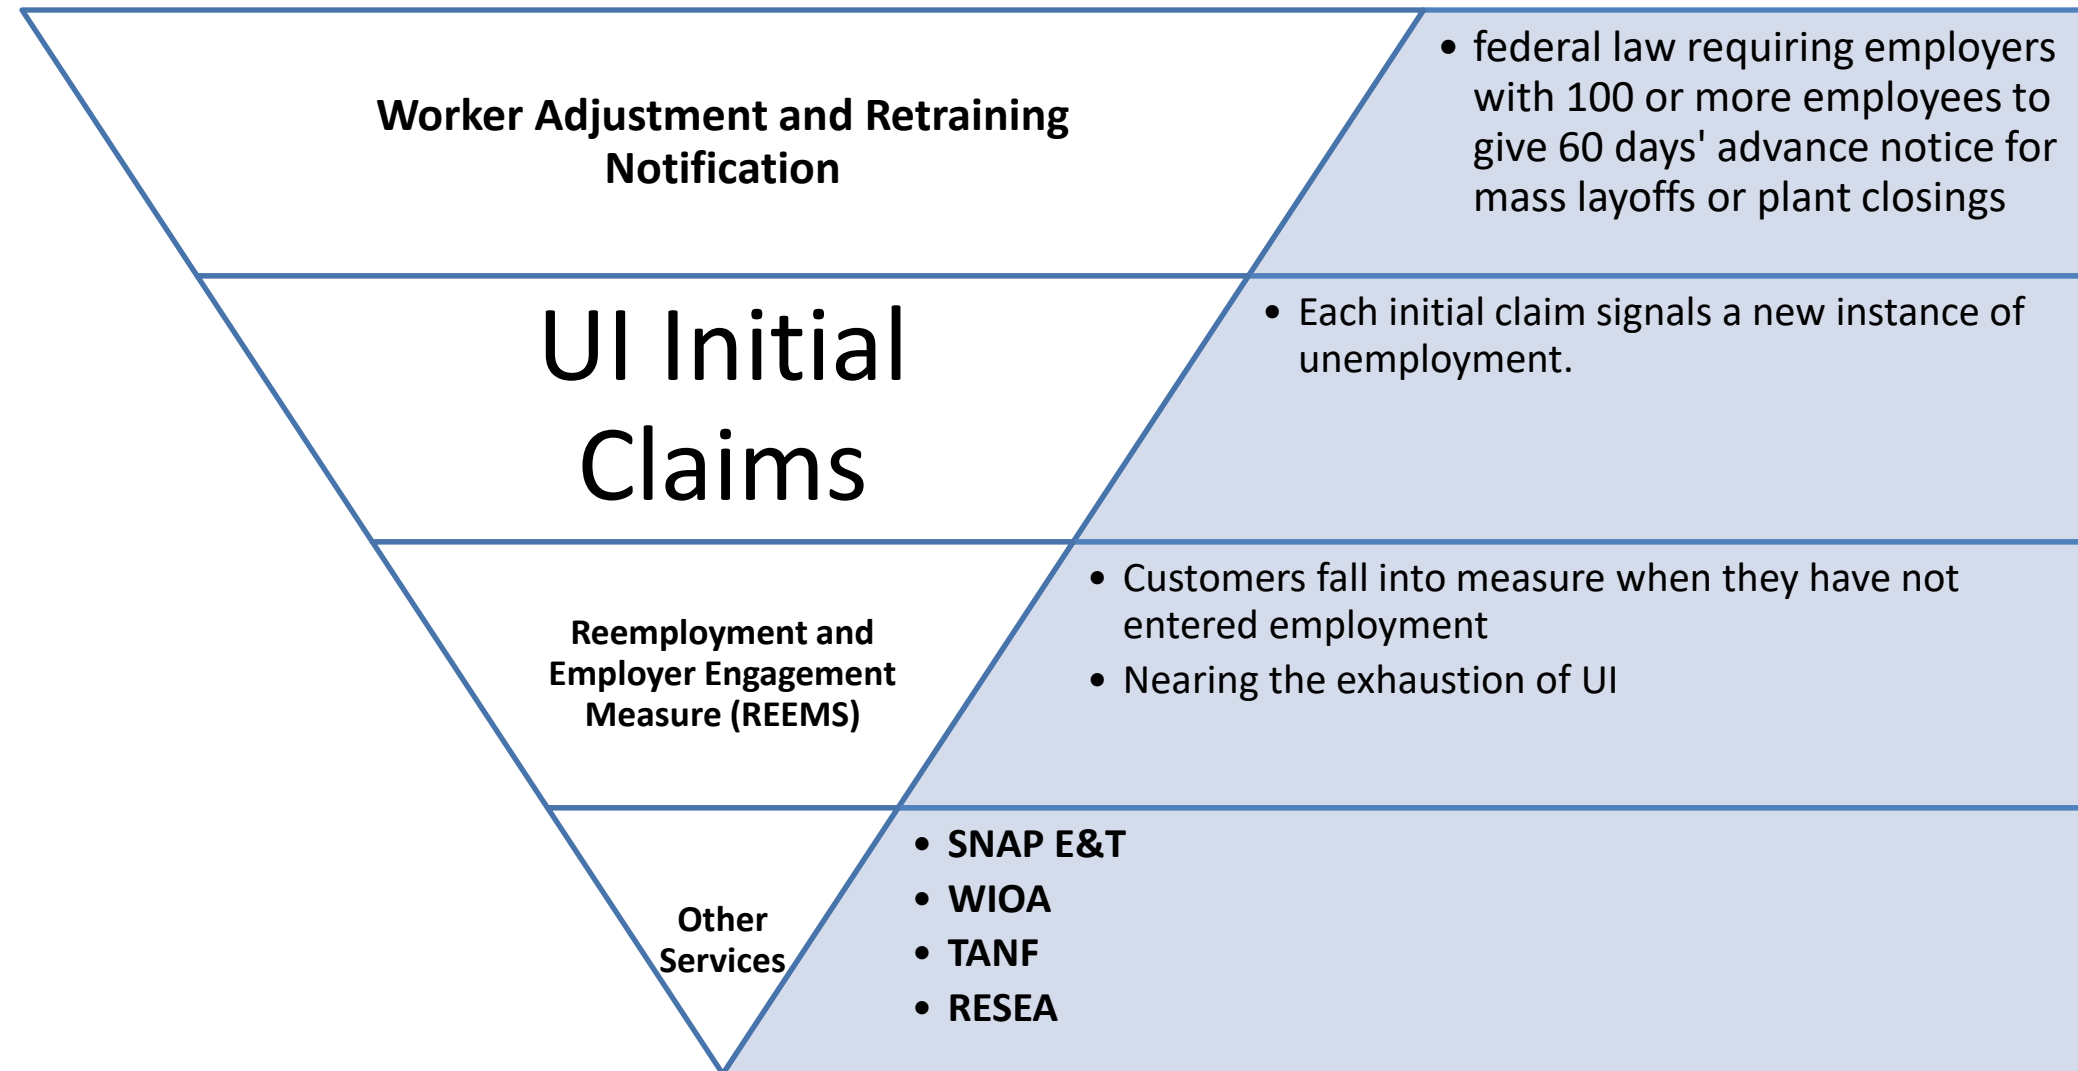 Worker Adjustment and Retraining
Notification
• federal law requiring employers
with 100 or more employees to
give 60 days' advance notice for
mass layoffs or plant closings
UI Initial
Claims
• Each initial claim signals a new instance of
unemployment.
Reemployment and
Employer Engagement
Measure (REEMS)
• Customers fall into measure when they have not
entered employment
• Nearing the exhaustion of UI
Other
Services
• SNAP E&T
• WIOA
• TANF
• RESEA